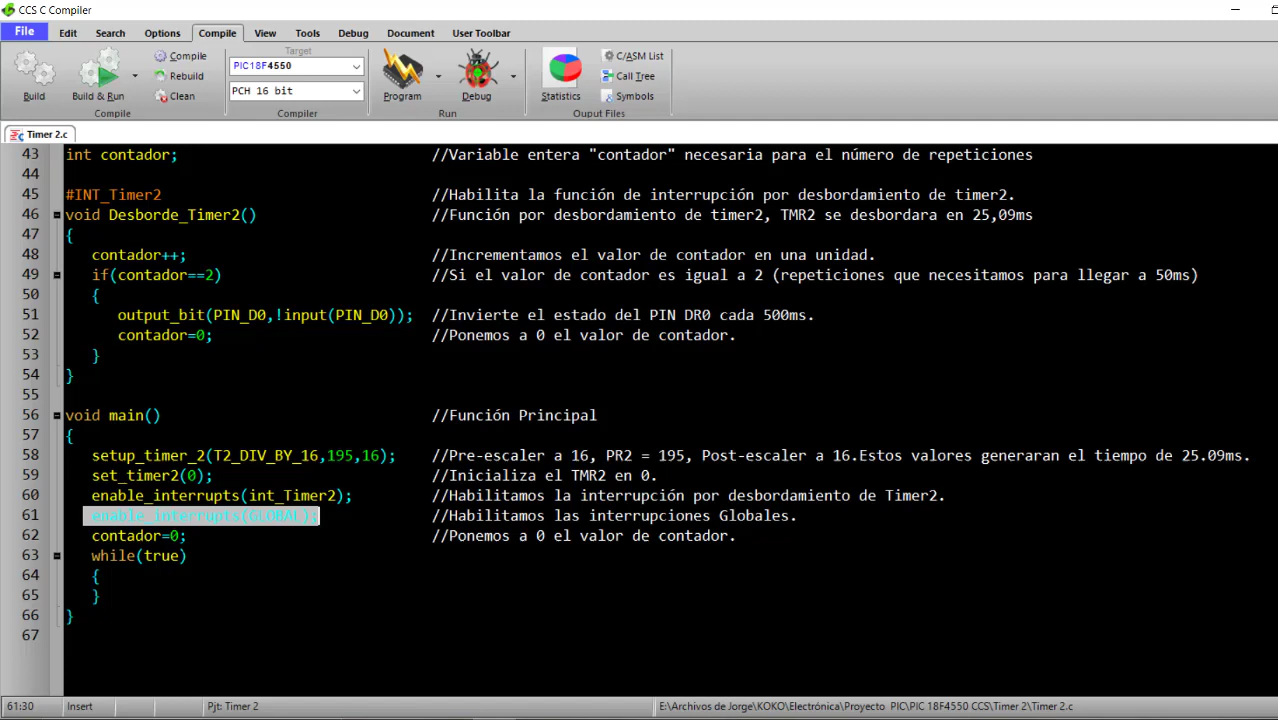 CCS C Compiler
File Edit Search Options Compile View Tools Debug Document User Toolbar
Build
Build & Run
Compile
Rebuild
Clean
Compile
Target
PIC18F4550
PCH 16 bit
Compiler
Program
Debug
Run
Statistics
C/ASM List
Call Tree
Symbols
Ouput Files
Timer 2.c
43 int contador; //Variable entera "contador" necesaria para el número de repeticiones
44
45 #INT_Timer2 //Habilita la función de interrupción por desbordamiento de timer2.
46 void Desborde_Timer2() //Función por desbordamiento de timer2, TMR2 se desbordara en 25,09ms
47 {
48 contador++; //Incrementamos el valor de contador en una unidad.
49 if(contador==2) //Si el valor de contador es igual a 2 (repeticiones que necesitamos para llegar a 50ms)
50 {
51 output_bit(PIN_D0,!input(PIN_D0)); //Invierte el estado del PIN DR0 cada 500ms.
52 contador=0; //Ponemos a 0 el valor de contador.
53 }
54 }
55
56 void main() //Función Principal
57 {
58 setup_timer_2(T2_DIV_BY_16,195,16); //Pre-escaler a 16, PR2 = 195, Post-escaler a 16.Estos valores generaran el tiempo de 25.09ms.
59 set_timer2(0); //Inicializa el TMR2 en 0.
60 enable_interrupts(int_Timer2); //Habilitamos la interrupción por desbordamiento de Timer2.
61 enable_interrupts(GLOBAL); //Habilitamos las interrupciones Globales.
62 contador=0; //Ponemos a 0 el valor de contador.
63 while(true)
64 {
65 }
66 }
67
61:30 Insert Pjt: Timer 2 E:\Archivos de Jorge\KOKO\Electrónica\Proyecto PIC\PIC 18F4550 CCS\Timer 2\Timer 2.c